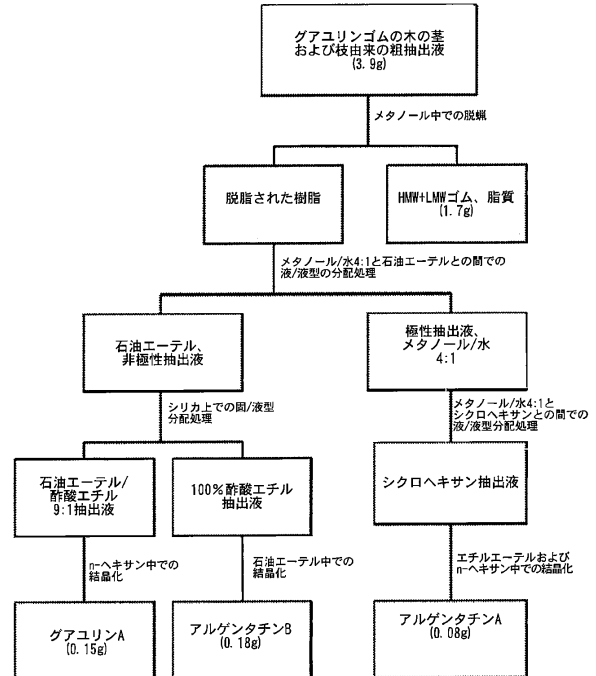 グアユリンゴムの木の茎
および枝由来の粗抽出液
(3.9g)
メタノール中での脱蝋
脱脂された樹脂
HMW+LMWゴム、脂質
(1.7g)
メタノール/水4:1と石油エーテルとの間での
液/液型の分配処理
石油エーテル、
非極性抽出液
極性抽出液、
メタノール/水
4:1
シリカ上での固/液型
分配処理
メタノール/水4:1と
シクロヘキサンとの間での
液/液型分配処理
石油エーテル/
酢酸エチル
9:1抽出液
100%酢酸エチル
抽出液
シクロヘキサン抽出液
n-ヘキサン中での
結晶化
石油エーテル中での
結晶化
エチルエーテルおよび
n-ヘキサン中での結晶化
グアユリンA
(0.15g)
アルゲンタチンB
(0.18g)
アルゲンタチンA
(0.08g)